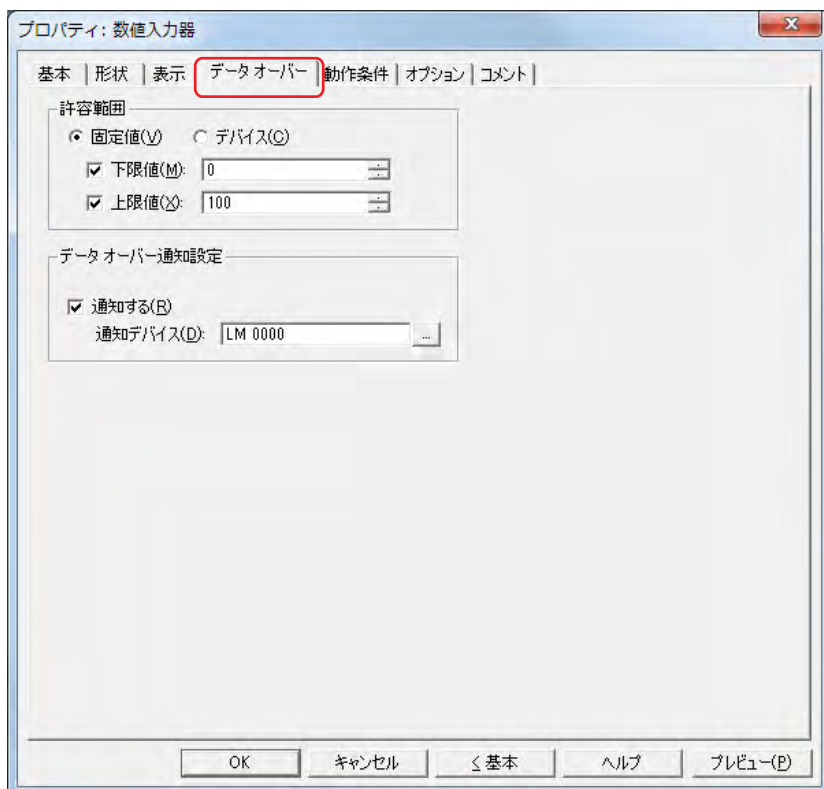 プロパティ: 数値入力器
基本 形状 表示 データ オーバー 動作条件 オプション コメント
許容範囲
固定値(V) デバイス(C)
下限値(M): 0
上限値(X): 100
データ オーバー通知設定
通知する(R)
通知デバイス(D): LM 0000 ...
OK キャンセル < 基本 ヘルプ プレビュー(P)